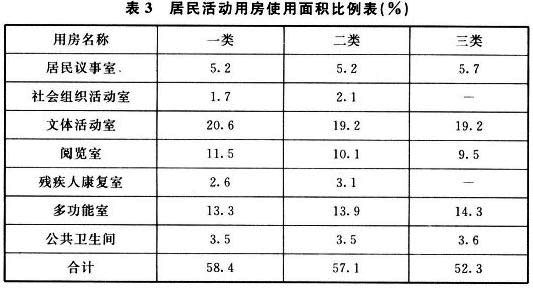 表3 居民活动用房使用面积比例表(%)
用房名称 一类 二类 三类
居民议事室 5.2 5.2 5.7
社会组织活动室 1.7 2.1 —
文体活动室 20.6 19.2 19.2
阅览室 11.5 10.1 9.5
残疾人康复室 2.6 3.1 —
多功能室 13.3 13.9 14.3
公共卫生间 3.5 3.5 3.6
合计 58.4 57.1 52.3